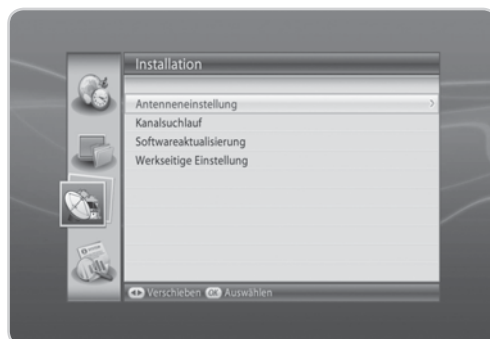 Installation
Antenneneinstellung
Kanalsuchlauf
Softwareaktualisierung
Werkseitige Einstellung
Verschieben OK Auswählen